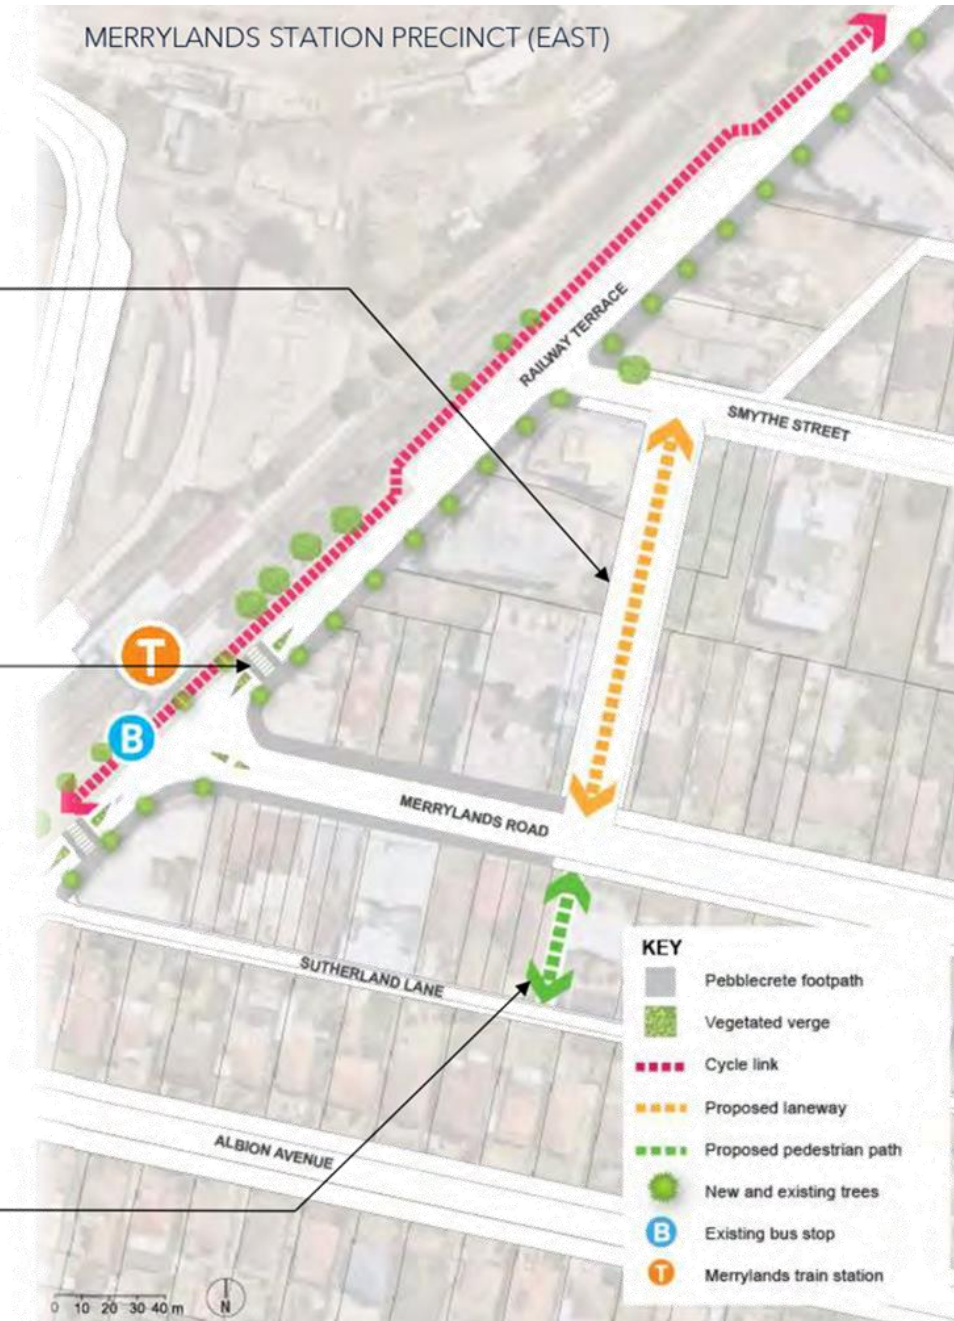 MERRYLANDS STATION PRECINCT (EAST)
RAILWAY TERRACE
SMYTHE STREET
T
B
MERRYLANDS ROAD
SUTHERLAND LANE
ALBION AVENUE
KEY
Pebblecrete footpath
Vegetated verge
Cycle link
Proposed laneway
Proposed pedestrian path
New and existing trees
B Existing bus stop
T Merrylands train station
0 10 20 30 40 m
N